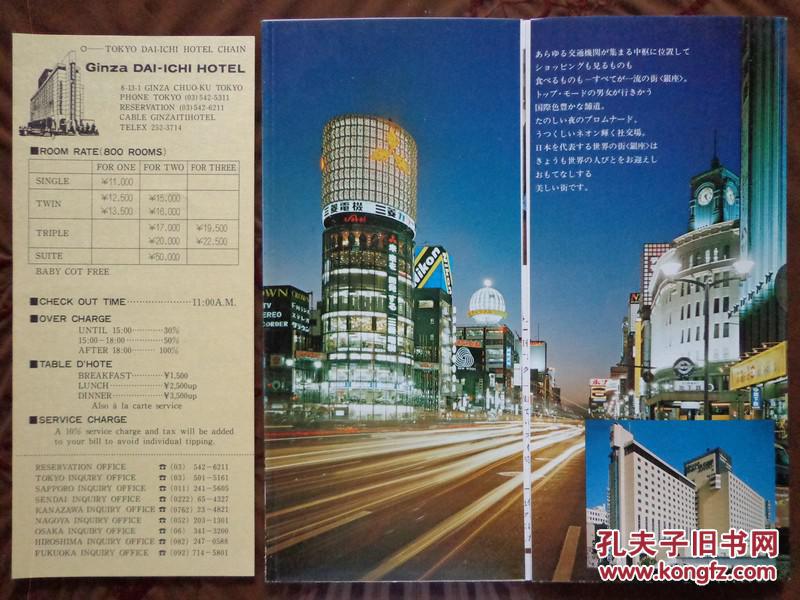 TOKYO DAI-ICHI HOTEL CHAIN
Ginza DAI-ICHI HOTEL
8-13-1 GINZA CHUO-KU TOKYO
PHONE TOKYO (03)542-5311
RESERVATION (03)542-6211
CABLE GINZAITIHOTEL
TELEX 252-3714
■ROOM RATE(800 ROOMS)
FOR ONE FOR TWO FOR THREE
SINGLE ¥11,000
TWIN ¥12,500 ¥15,000
¥13,500 ¥16,000
TRIPLE ¥17,000 ¥19,500
¥20,000 ¥22,500
SUITE ¥50,000
BABY COT FREE
■CHECK OUT TIME····················11:00A.M.
■OVER CHARGE
UNTIL 15:00··········30%
15:00-18:00··········50%
AFTER 18:00·········100%
■TABLE D'HOTE
BREAKFAST··········¥1,500
LUNCH···············¥2,500up
DINNER··············¥3,500up
Also à la carte service
■SERVICE CHARGE
A 10% service charge and tax will be added
to your bill to avoid individual tipping.
RESERVATION OFFICE ☎(03) 542-6211
TOKYO INQUIRY OFFICE ☎(03) 501-5161
SAPPORO INQUIRY OFFICE ☎(011) 241-5605
SENDAI INQUIRY OFFICE ☎(0222) 65-4327
KANAZAWA INQUIRY OFFICE ☎(0762) 23-4821
NAGOYA INQUIRY OFFICE ☎(052) 203-1301
OSAKA INQUIRY OFFICE ☎(06) 341-3200
HIROSHIMA INQUIRY OFFICE ☎(082) 247-0588
FUKUOKA INQUIRY OFFICE ☎(092) 714-5801
あらゆる交通機関が集まる中枢に位置して
ショッピングも見るものも
食べるものも―すべてが一流の街〈銀座〉。
トップ・モードの男女が行きかう
国際色豊かな舗道。
たのしい夜のプロムナード。
うつくしいネオン輝く社交場。
日本を代表する世界の街〈銀座〉は
きょうも世界の人びとをお迎えし
おもてなしする
美しい街です。
三菱電機
Nikon
CROWN
TV
STEREO
RECORDER
孔夫子旧书网
www.kongfz.com